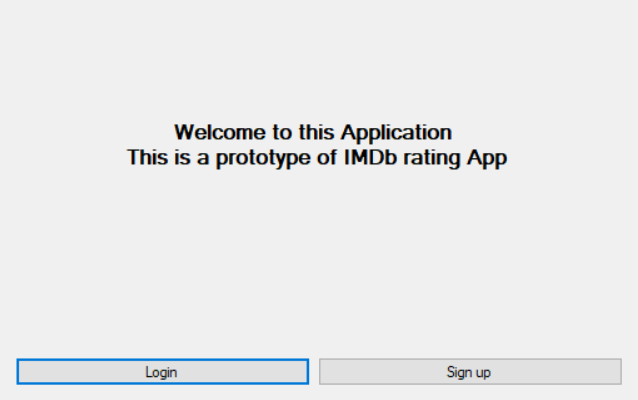 Welcome to this Application
This is a prototype of IMDb rating App
Login
Sign up